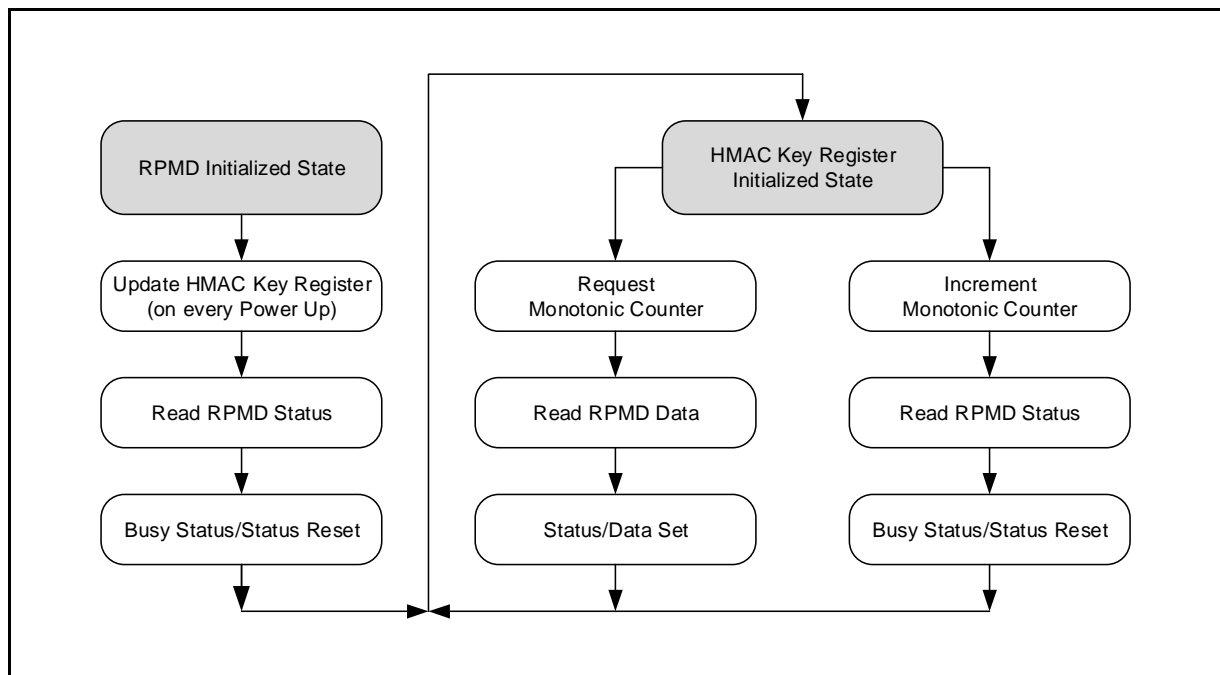 RPMD Initialized State
Update HMAC Key Register
(on every Power Up)
Read RPMD Status
Busy Status/Status Reset
HMAC Key Register
Initialized State
Request
Monotonic Counter
Read RPMD Data
Status/Data Set
Increment
Monotonic Counter
Read RPMD Status
Busy Status/Status Reset